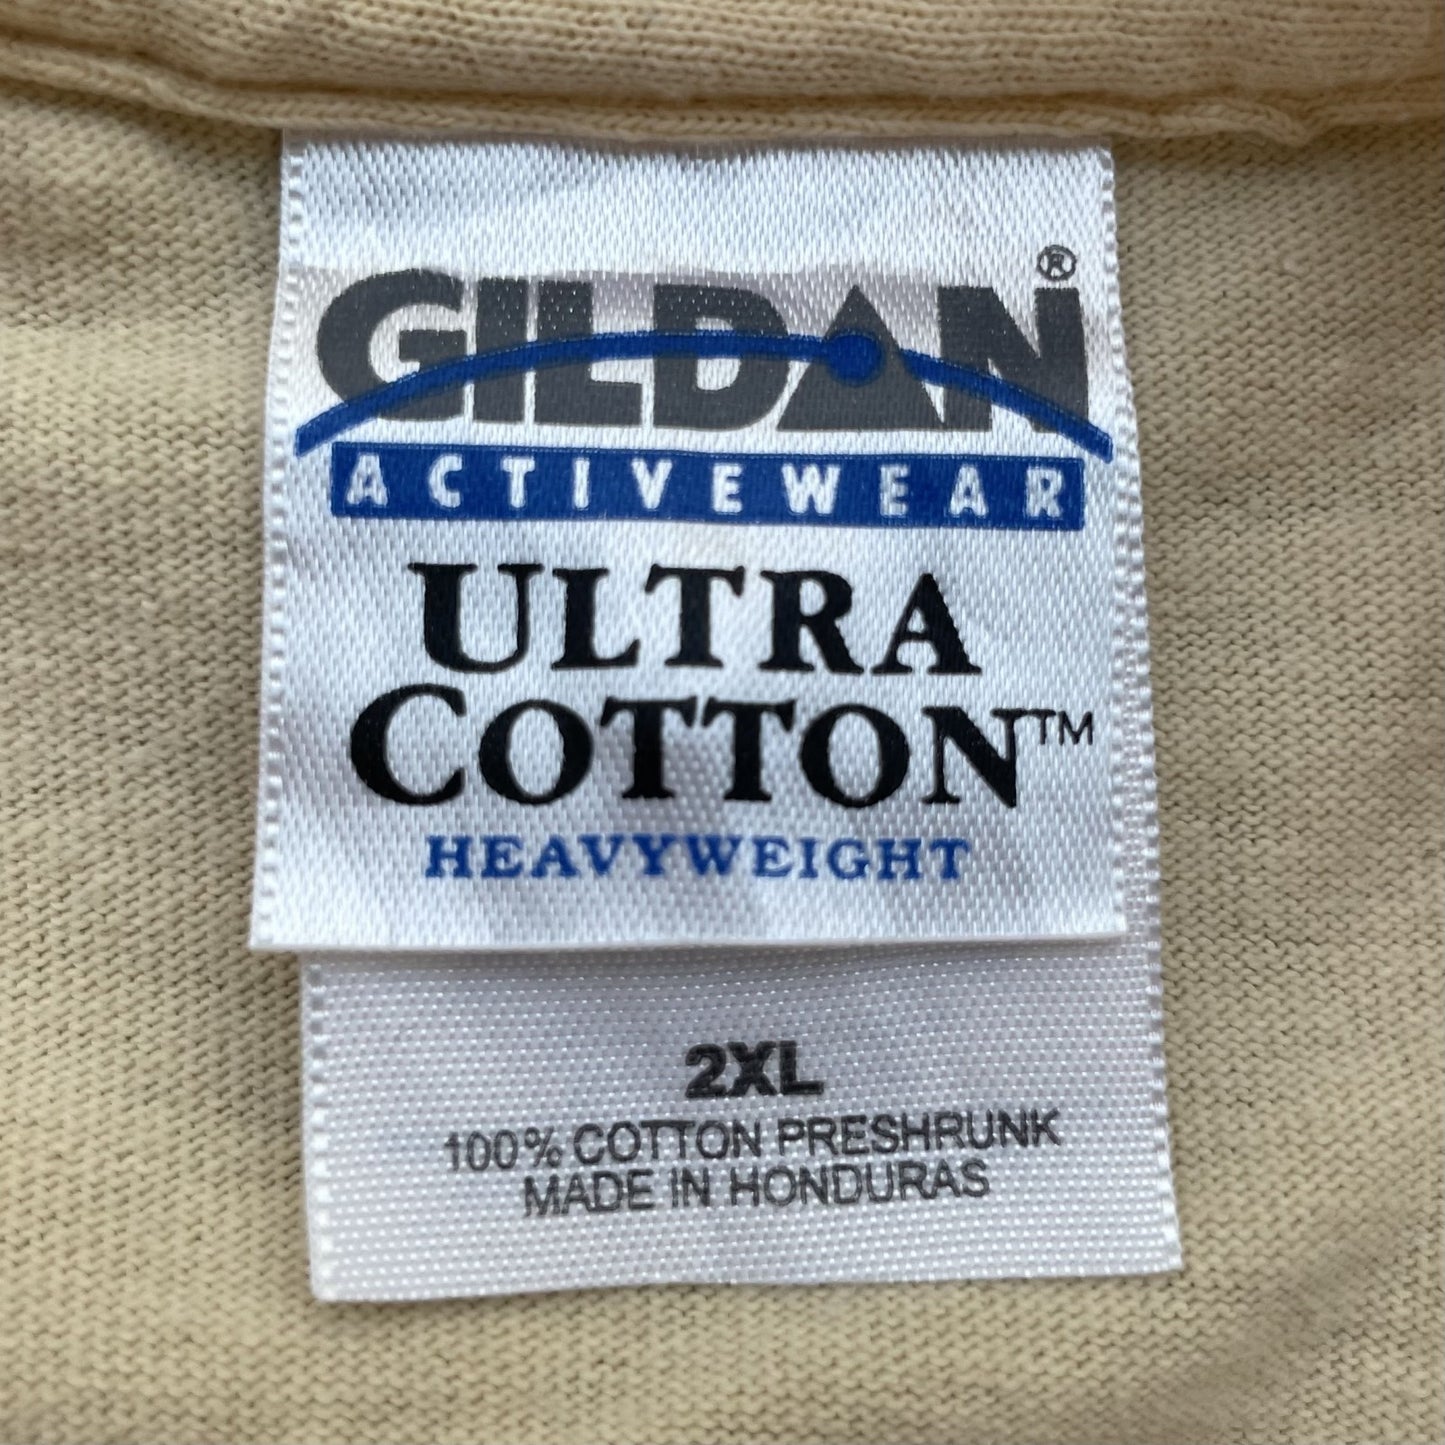 GILDAN®
ACTIVEWEAR
ULTRA
COTTON™
HEAVYWEIGHT
2XL
100% COTTON PRESHRUNK
MADE IN HONDURAS